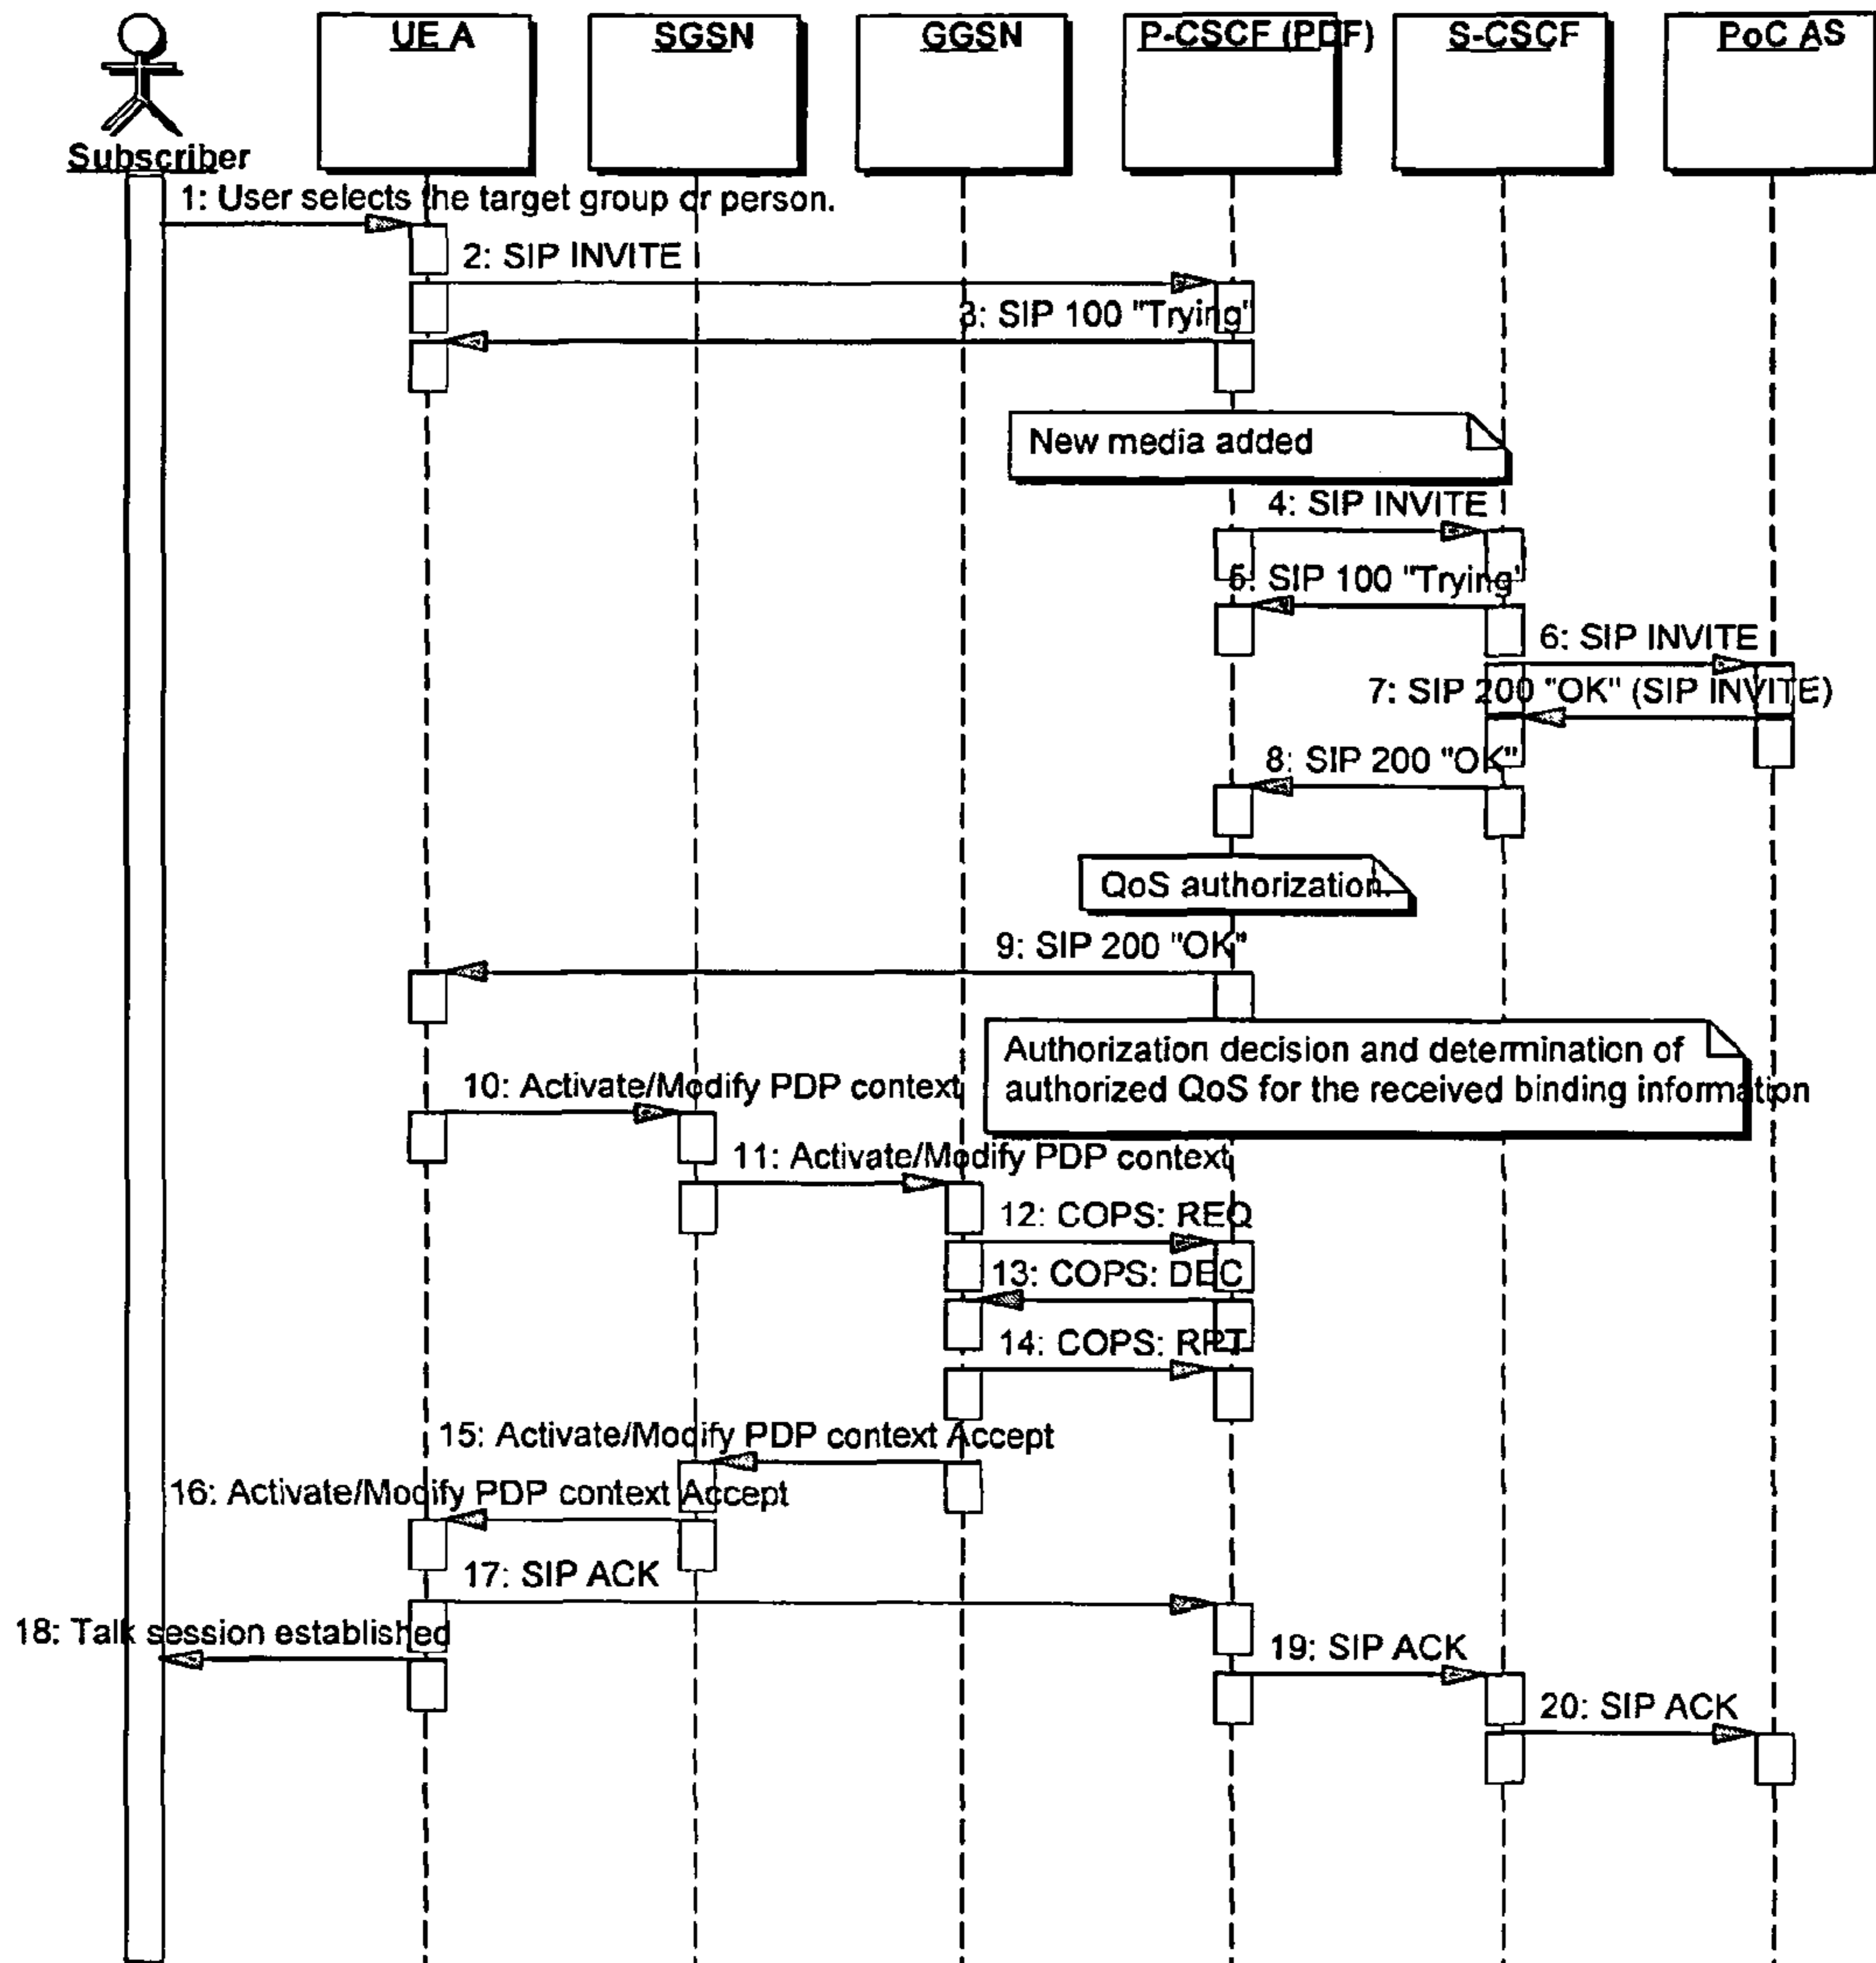 UE A
SGSN
GGSN
P-CSCF (PDF)
S-CSCF
PoC AS
Subscriber
1: User selects the target group or person.
2: SIP INVITE
3: SIP 100 "Trying"
New media added
4: SIP INVITE
5: SIP 100 "Trying"
6: SIP INVITE
7: SIP 200 "OK" (SIP INVITE)
8: SIP 200 "OK"
QoS authorization.
9: SIP 200 "OK"
Authorization decision and determination of
authorized QoS for the received binding information
10: Activate/Modify PDP context
11: Activate/Modify PDP context
12: COPS: REQ
13: COPS: DEC
14: COPS: RPT
15: Activate/Modify PDP context Accept
16: Activate/Modify PDP context Accept
17: SIP ACK
18: Talk session established
19: SIP ACK
20: SIP ACK